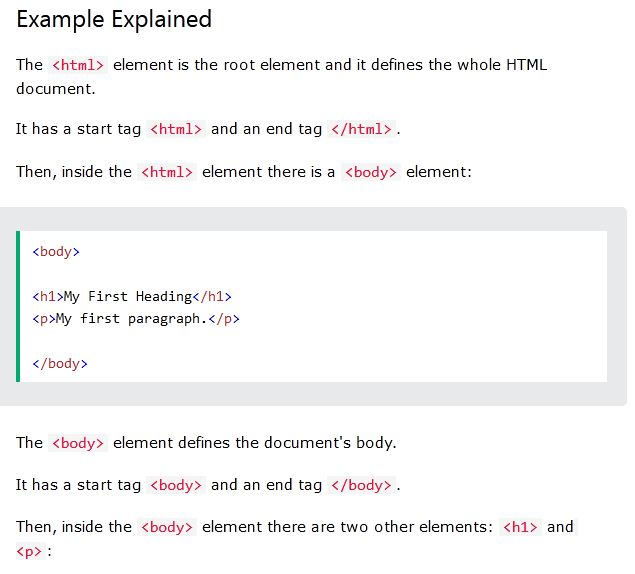 Example Explained
The <html> element is the root element and it defines the whole HTML
document.
It has a start tag <html> and an end tag </html>.
Then, inside the <html> element there is a <body> element:
<body>
<h1>My First Heading</h1>
<p>My first paragraph.</p>
</body>
The <body> element defines the document's body.
It has a start tag <body> and an end tag </body>.
Then, inside the <body> element there are two other elements: <h1> and
<p>: